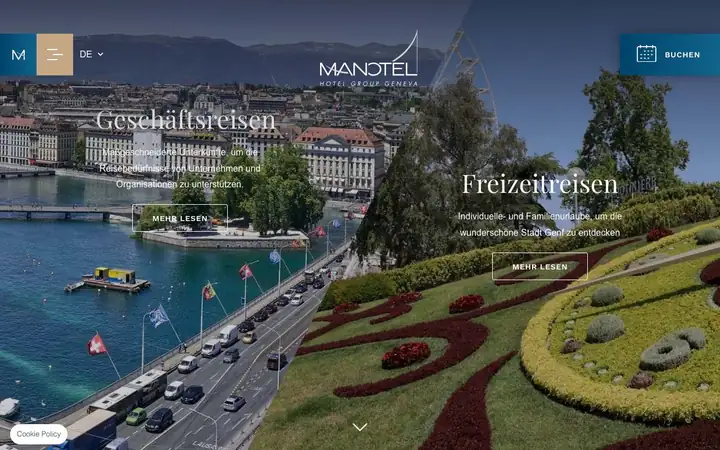 M
DE
MANOTEL
HOTEL GROUP GENEVA
BUCHEN
Geschäftsreisen
Massgeschneiderte Unterkünfte, um die
Reisebedürfnisse von Unternehmen und
Organisationen zu unterstützen.
MEHR LESEN
Freizeitreisen
Individuelle- und Familienurlaube, um die
wunderschöne Stadt Genf zu entdecken
MEHR LESEN
Cookie Policy